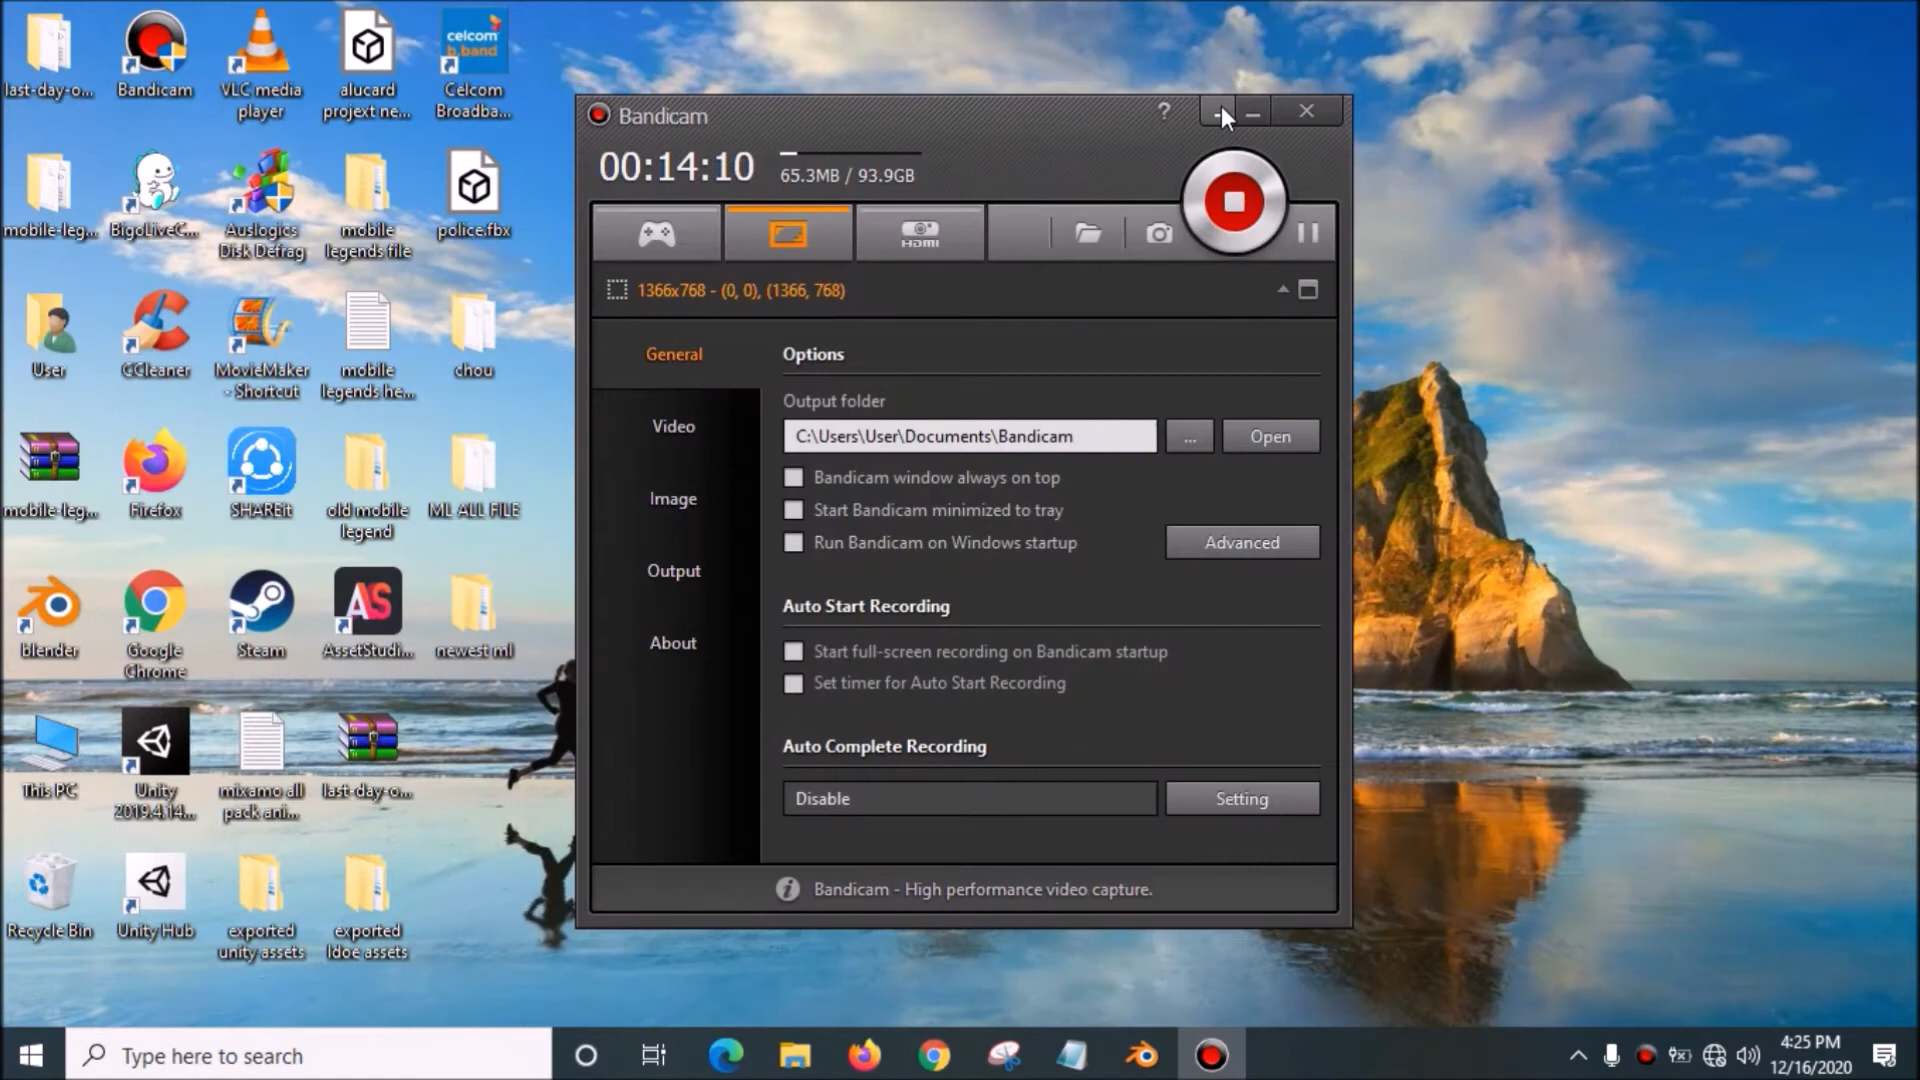 last-day-o...
Bandicam
VLC media
player
alucard
projext ne...
celcom
b.band
Celcom
Broadba...
mobile-leg...
BigoLiveC...
Auslogics
Disk Defrag
mobile
legends file
police.fbx
User
CCleaner
MovieMaker
- Shortcut
mobile
legends he...
chou
mobile-leg...
Firefox
SHAREit
old mobile
legend
ML ALL FILE
blender
Google
Chrome
Steam
AS
AssetStudi...
newest ml
This PC
Unity
2019.4.14...
mixamo all
pack ani...
last-day-o...
Recycle Bin
Unity Hub
exported
unity assets
exported
ldoe assets
Bandicam
?
00:14:10
65.3MB / 93.9GB
HDMI
1366x768 - (0, 0), (1366, 768)
General
Video
Image
Output
About
Options
Output folder
C:\Users\User\Documents\Bandicam
...
Open
Bandicam window always on top
Start Bandicam minimized to tray
Run Bandicam on Windows startup
Advanced
Auto Start Recording
Start full-screen recording on Bandicam startup
Set timer for Auto Start Recording
Auto Complete Recording
Disable
Setting
Bandicam - High performance video capture.
Type here to search
4:25 PM
12/16/2020